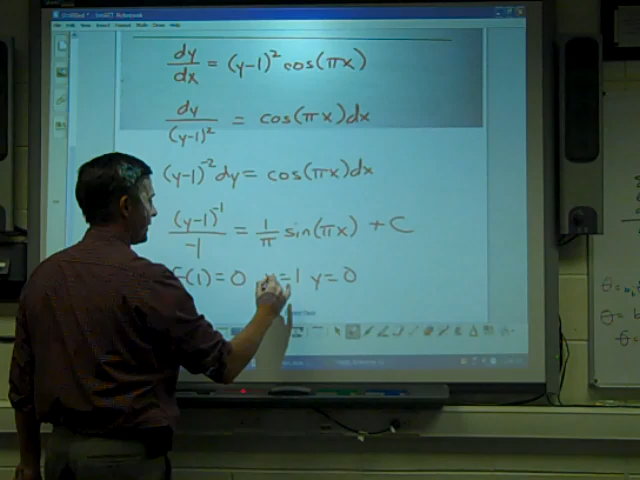 dy/dx = (y-1)² cos(πx)
dy/(y-1)² = cos(πx)dx
(y-1)⁻² dy = cos(πx)dx
(y-1)⁻¹/-1 = 1/π sin(πx) + C
(1)=0 =1 y=0